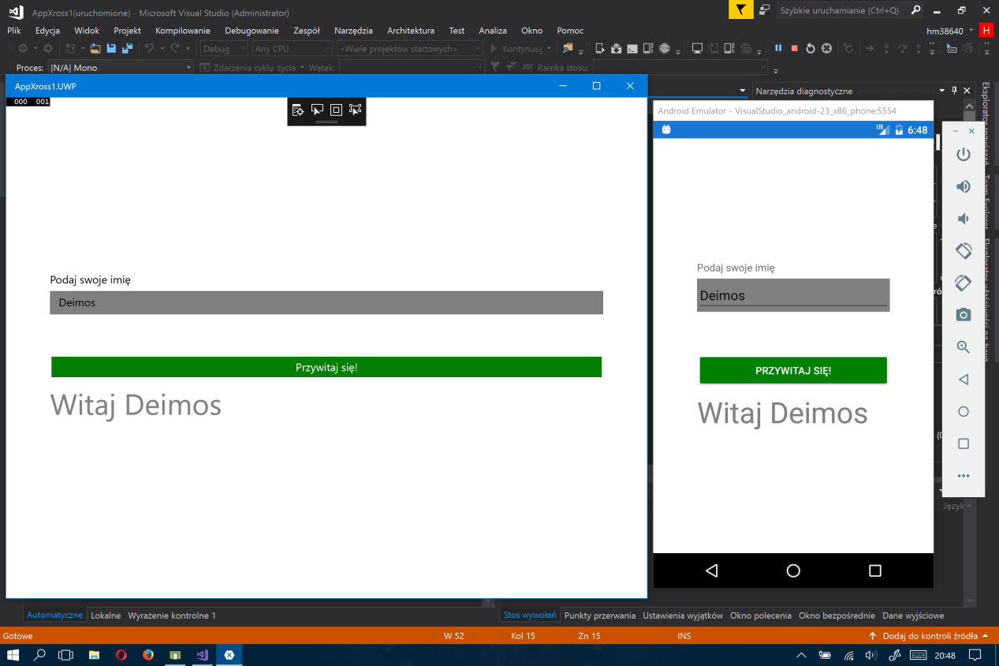 AppXross1(uruchomione) - Microsoft Visual Studio (Administrator)
Szybkie uruchamianie (Ctrl+Q)
Plik Edycja Widok Projekt Kompilowanie Debugowanie Zespół Narzędzia Architektura Test Analiza Okno Pomoc
hm38640 H
Debug Any CPU <Wiele projektów startowych> Kontynuuj
Proces: [N/A] Mono Zdarzenia cyklu życia Wątek: Ramka stosu:
AppXross1.UWP
000 001
Podaj swoje imię
Deimos
Przywitaj się!
Witaj Deimos
Narzędzia diagnostyczne
Android Emulator - VisualStudio_android-23_x86_phone:5554
LTE 6:48
Podaj swoje imię
Deimos
PRZYWITAJ SIĘ!
Witaj Deimos
Eksplorator rozwiązań
Team Explorer
Język
Automatyczne Lokalne Wyrażenie kontrolne 1
Stos wywołań Punkty przerwania Ustawienia wyjątków Okno polecenia Okno bezpośrednie Dane wyjściowe
Gotowe W 52 Kol 15 Zn 15 INS Dodaj do kontroli źródła
20:48